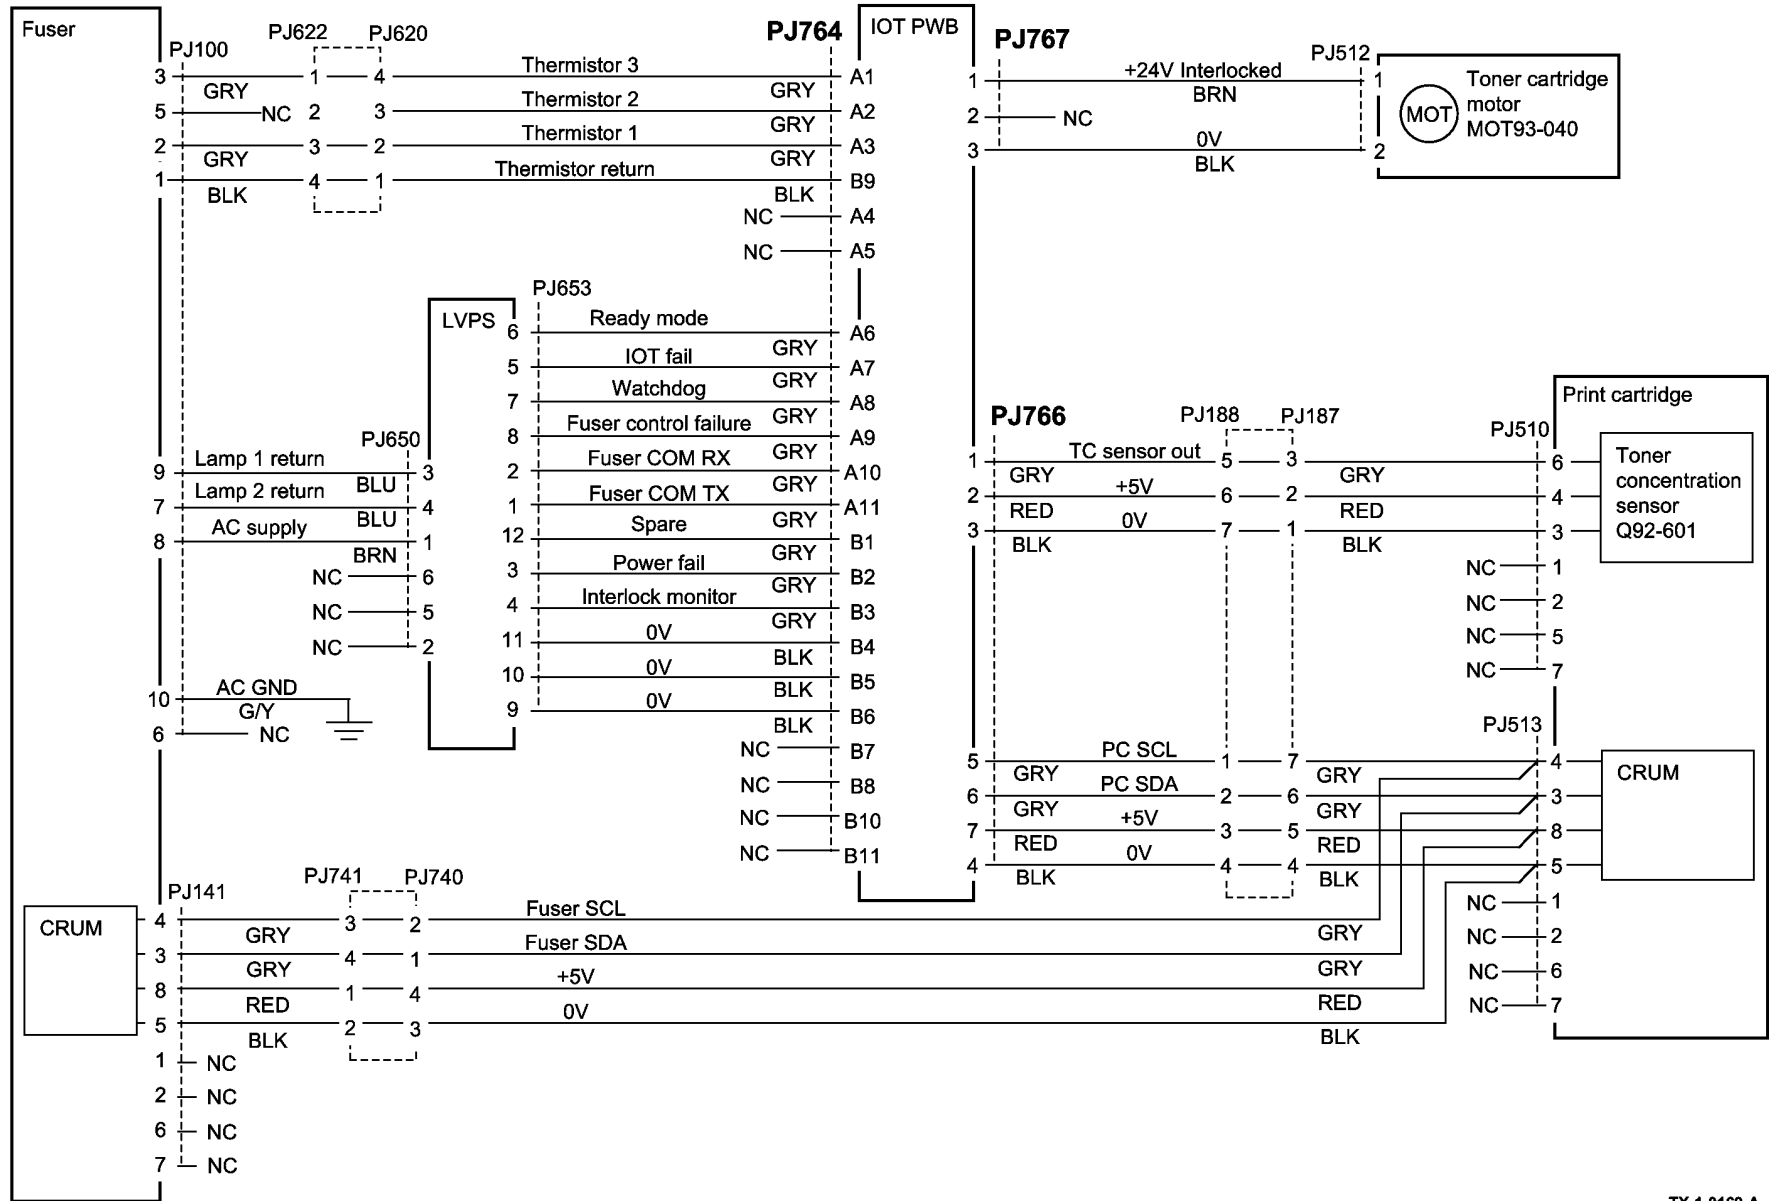 Fuser
PJ100
PJ622 PJ620
PJ764
IOT PWB
PJ767
PJ512
3 GRY 1 4 Thermistor 3 GRY A1
5 NC 2 3 Thermistor 2 GRY A2
2 GRY 3 2 Thermistor 1 GRY A3
1 BLK 4 1 Thermistor return BLK B9
NC A4
NC A5
1 +24V Interlocked BRN 1
2 NC
3 0V BLK 2
MOT
Toner cartridge
motor
MOT93-040
LVPS
PJ653
6 Ready mode GRY A6
5 IOT fail GRY A7
7 Watchdog GRY A8
8 Fuser control failure GRY A9
2 Fuser COM RX GRY A10
1 Fuser COM TX GRY A11
12 Spare GRY B1
3 Power fail GRY B2
4 Interlock monitor GRY B3
11 0V BLK B4
10 0V BLK B5
9 0V BLK B6
NC B7
NC B8
NC B10
NC B11
PJ650
9 Lamp 1 return BLU 3
7 Lamp 2 return BLU 4
8 AC supply BRN 1
NC 6
NC 5
NC 2
10 AC GND G/Y
6 NC
PJ766
PJ188 PJ187
PJ510
Print cartridge
1 GRY TC sensor out 5 3 GRY 6
2 RED +5V 6 2 RED 4
3 BLK 0V 7 1 BLK 3
Toner
concentration
sensor
Q92-601
NC 1
NC 2
NC 5
NC 7
PJ513
5 GRY PC SCL 1 7 GRY 4
6 GRY PC SDA 2 6 GRY 3
7 RED +5V 3 5 RED 8
4 BLK 0V 4 4 BLK 5
CRUM
NC 1
NC 2
NC 6
NC 7
PJ141
PJ741 PJ740
CRUM
4 GRY 3 2 Fuser SCL GRY
3 GRY 4 1 Fuser SDA GRY
8 RED 1 4 +5V RED
5 BLK 2 3 0V BLK
1 NC
2 NC
6 NC
7 NC